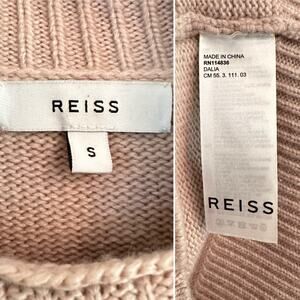 REISS
S
MADE IN CHINA
RN114836
DALIA
CM 55. 3. 111. 03
REISS